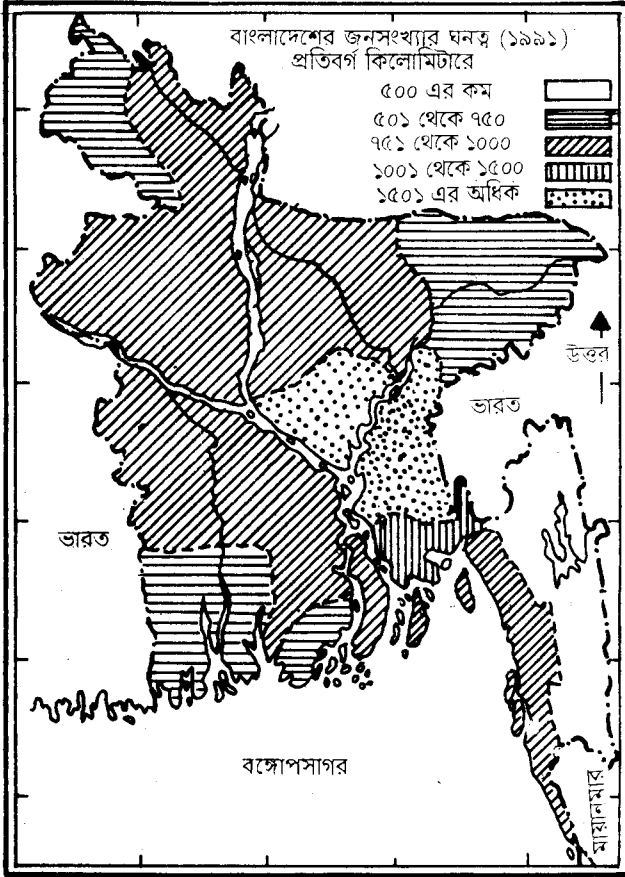 বাংলাদেশের জনসংখ্যার ঘনত্ব (১৯৯১)
প্রতিবর্গ কিলোমিটারে
৫০০ এর কম
৫০১ থেকে ৭৫০
৭৫১ থেকে ১০০০
১০০১ থেকে ১৫০০
১৫০১ এর অধিক
উত্তর
ভারত
ভারত
বঙ্গোপসাগর
মায়ানমার